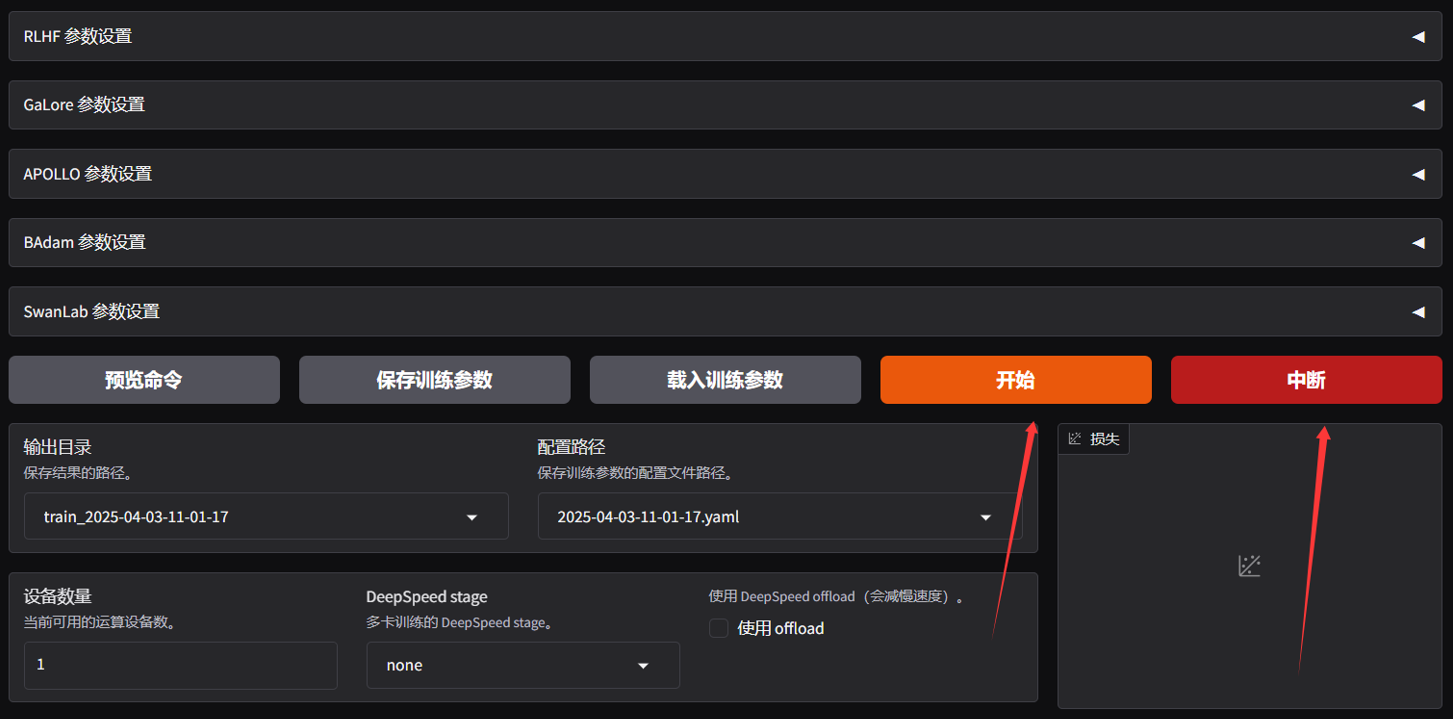 RLHF 参数设置
GaLore 参数设置
APOLLO 参数设置
BAdam 参数设置
SwanLab 参数设置
预览命令 保存训练参数 载入训练参数 开始 中断
输出目录
保存结果的路径。
train_2025-04-03-11-01-17
配置路径
保存训练参数的配置文件路径。
2025-04-03-11-01-17.yaml
损失
设备数量
当前可用的运算设备数。
1
DeepSpeed stage
多卡训练的 DeepSpeed stage。
none
使用 DeepSpeed offload（会减慢速度）。
使用 offload